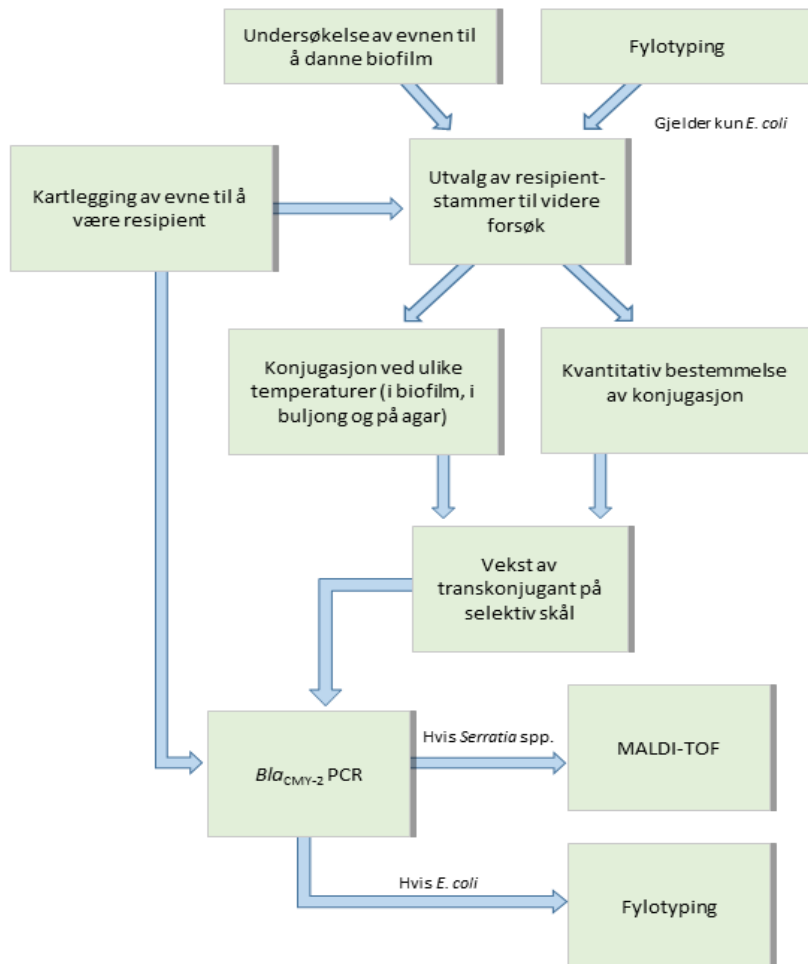 Undersøkelse av evnen til
å danne biofilm
Fylotyping
Gjelder kun E. coli
Kartlegging av evne til å
være resipient
Utvalg av resipient-
stammer til videre
forsøk
Konjugasjon ved ulike
temperaturer (i biofilm, i
buljong og på agar)
Kvantitativ bestemmelse
av konjugasjon
Vekst av
transkonjugant på
selektiv skål
Hvis Serratia spp.
BlaCMY-2 PCR
MALDI-TOF
Hvis E. coli
Fylotyping